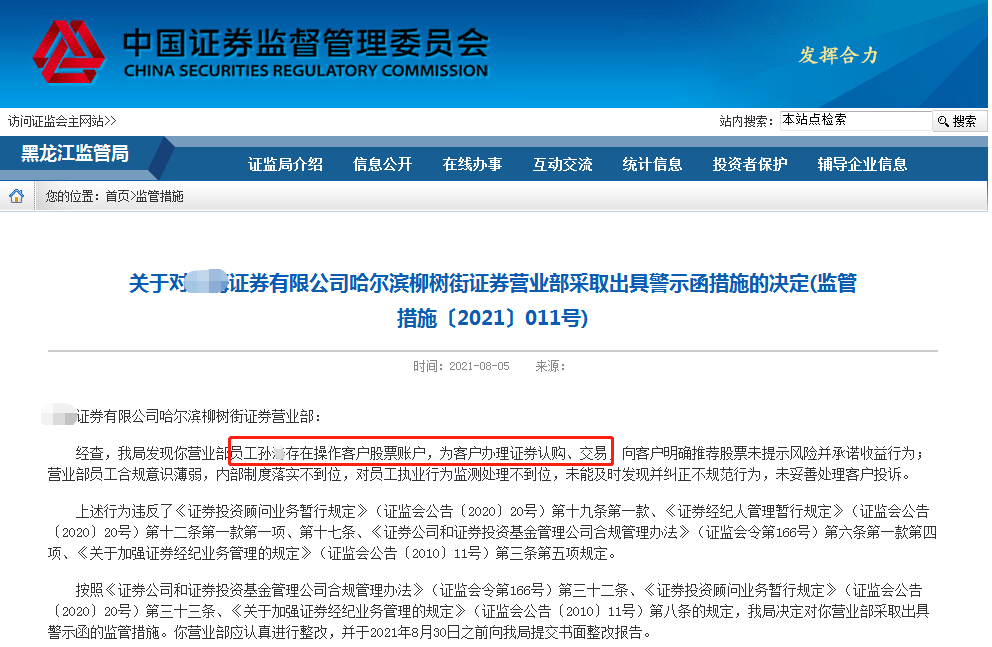 中国证券监督管理委员会
CHINA SECURITIES REGULATORY COMMISSION
发挥合力
访问证监会主网站>>
站内搜索：
本站点检索
搜索
黑龙江监管局
证监局介绍 信息公开 在线办事 互动交流 统计信息 投资者保护 辅导企业信息
您的位置：首页>监管措施
关于对 证券有限公司哈尔滨柳树街证券营业部采取出具警示函措施的决定(监管
措施〔2021〕011号)
时间：2021-08-05 来源：
证券有限公司哈尔滨柳树街证券营业部：
经查，我局发现你营业部员工孙 存在操作客户股票账户，为客户办理证券认购、交易，向客户明确推荐股票未提示风险并承诺收益行为；
营业部员工合规意识薄弱，内部制度落实不到位，对员工执业行为监测处理不到位，未能及时发现并纠正不规范行为，未妥善处理客户投诉。
上述行为违反了《证券投资顾问业务暂行规定》（证监会公告
〔2020〕20号）第十九条第一款、《证券经纪人管理暂行规定》（证监会公告
〔2020〕20号）第十二条第一款第一项、第十七条、《证券公司和证券投资基金管理公司合规管理办法》（证监会令第166号）第六条第一款第四
项、《关于加强证券经纪业务管理的规定》（证监会公告〔2010〕11号）第三条第五项规定。
按照《证券公司和证券投资基金管理公司合规管理办法》（证监会令第166号）第三十二条、《证券投资顾问业务暂行规定》（证监会公告
〔2020〕20号）第三十三条、《关于加强证券经纪业务管理的规定》（证监会公告〔2010〕11号）第八条的规定，我局决定对你营业部采取出具
警示函的监管措施。你营业部应认真进行整改，并于2021年8月30日之前向我局提交书面整改报告。